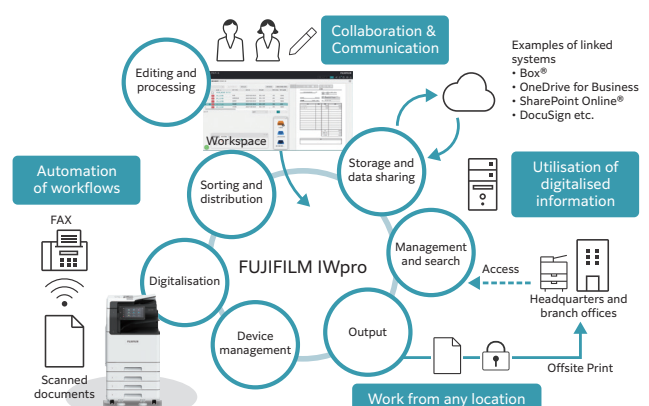 Collaboration &
Communication
Editing and
processing
Workspace
Examples of linked
systems
• Box®
• OneDrive for Business
• SharePoint Online®
• DocuSign etc.
Automation
of workflows
FAX
Sorting and
distribution
Storage and
data sharing
Utilisation of
digitalised
information
Digitalisation
FUJIFILM IWpro
Management
and search
Access
Headquarters and
branch offices
Device
management
Output
Offsite Print
Scanned
documents
Work from any location